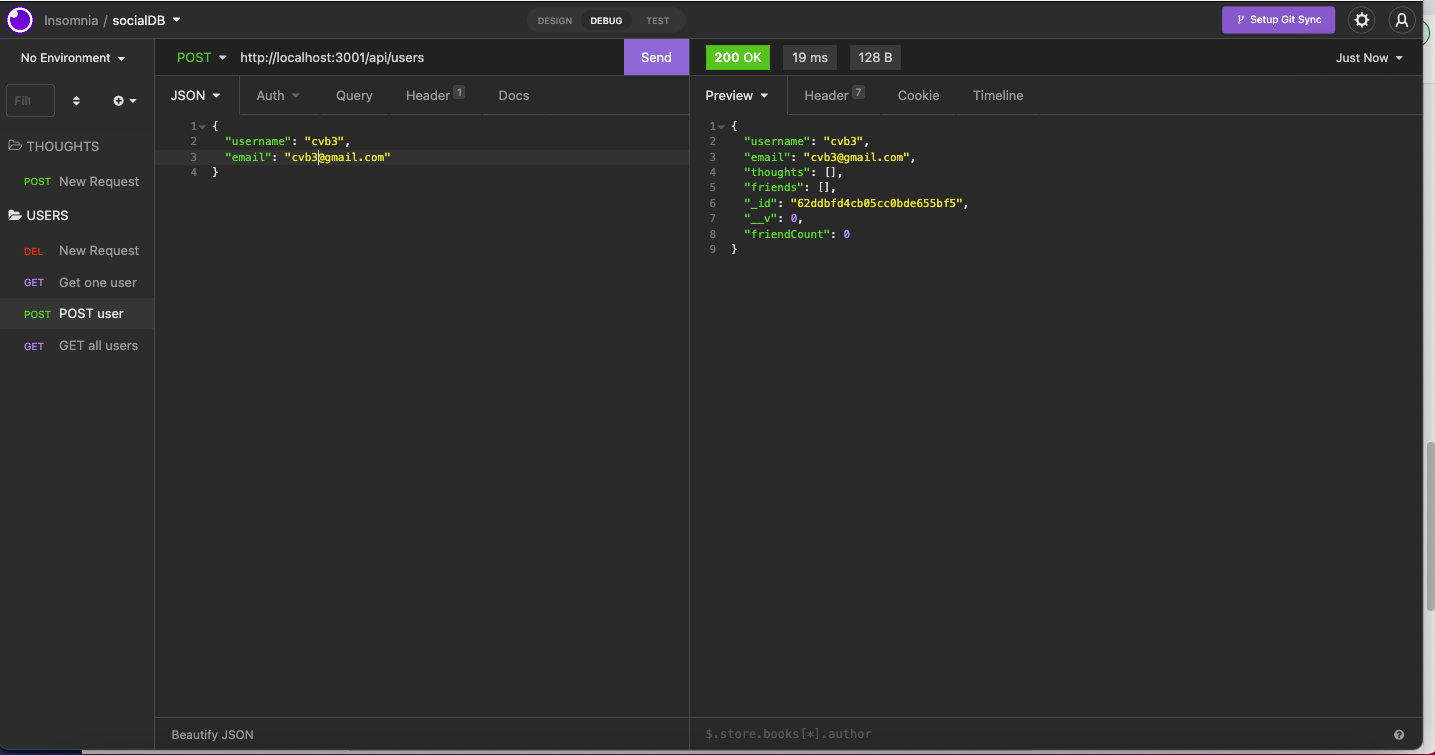 Insomnia / socialDB
DESIGN DEBUG TEST
Setup Git Sync
No Environment
POST http://localhost:3001/api/users Send
200 OK 19 ms 128 B Just Now
Filt
JSON Auth Query Header 1 Docs
Preview Header 7 Cookie Timeline
THOUGHTS
POST New Request
USERS
DEL New Request
GET Get one user
POST POST user
GET GET all users
1 {
2 "username": "cvb3",
3 "email": "cvb3@gmail.com"
4 }
1 {
2 "username": "cvb3",
3 "email": "cvb3@gmail.com",
4 "thoughts": [],
5 "friends": [],
6 "_id": "62ddbfd4cb05cc0bde655bf5",
7 "__v": 0,
8 "friendCount": 0
9 }
Beautify JSON
$.store.books[*].author